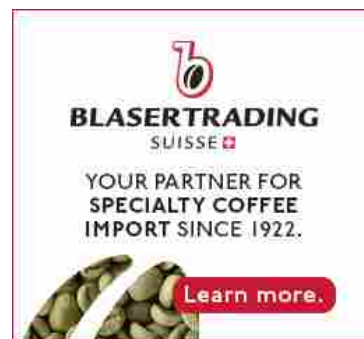 BLASERTRADING
SUISSE
YOUR PARTNER FOR
SPECIALTY COFFEE
IMPORT SINCE 1922.
Learn more.